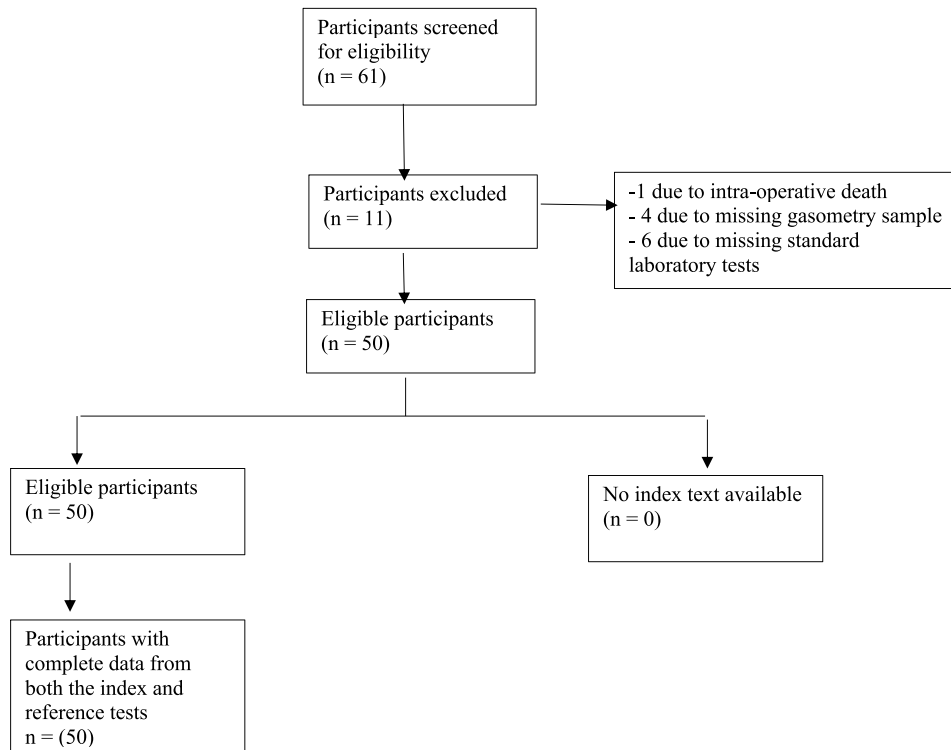 Participants screened
for eligibility
(n = 61)
Participants excluded
(n = 11)
-1 due to intra-operative death
- 4 due to missing gasometry sample
- 6 due to missing standard
laboratory tests
Eligible participants
(n = 50)
Eligible participants
(n = 50)
No index text available
(n = 0)
Participants with
complete data from
both the index and
reference tests
n = (50)